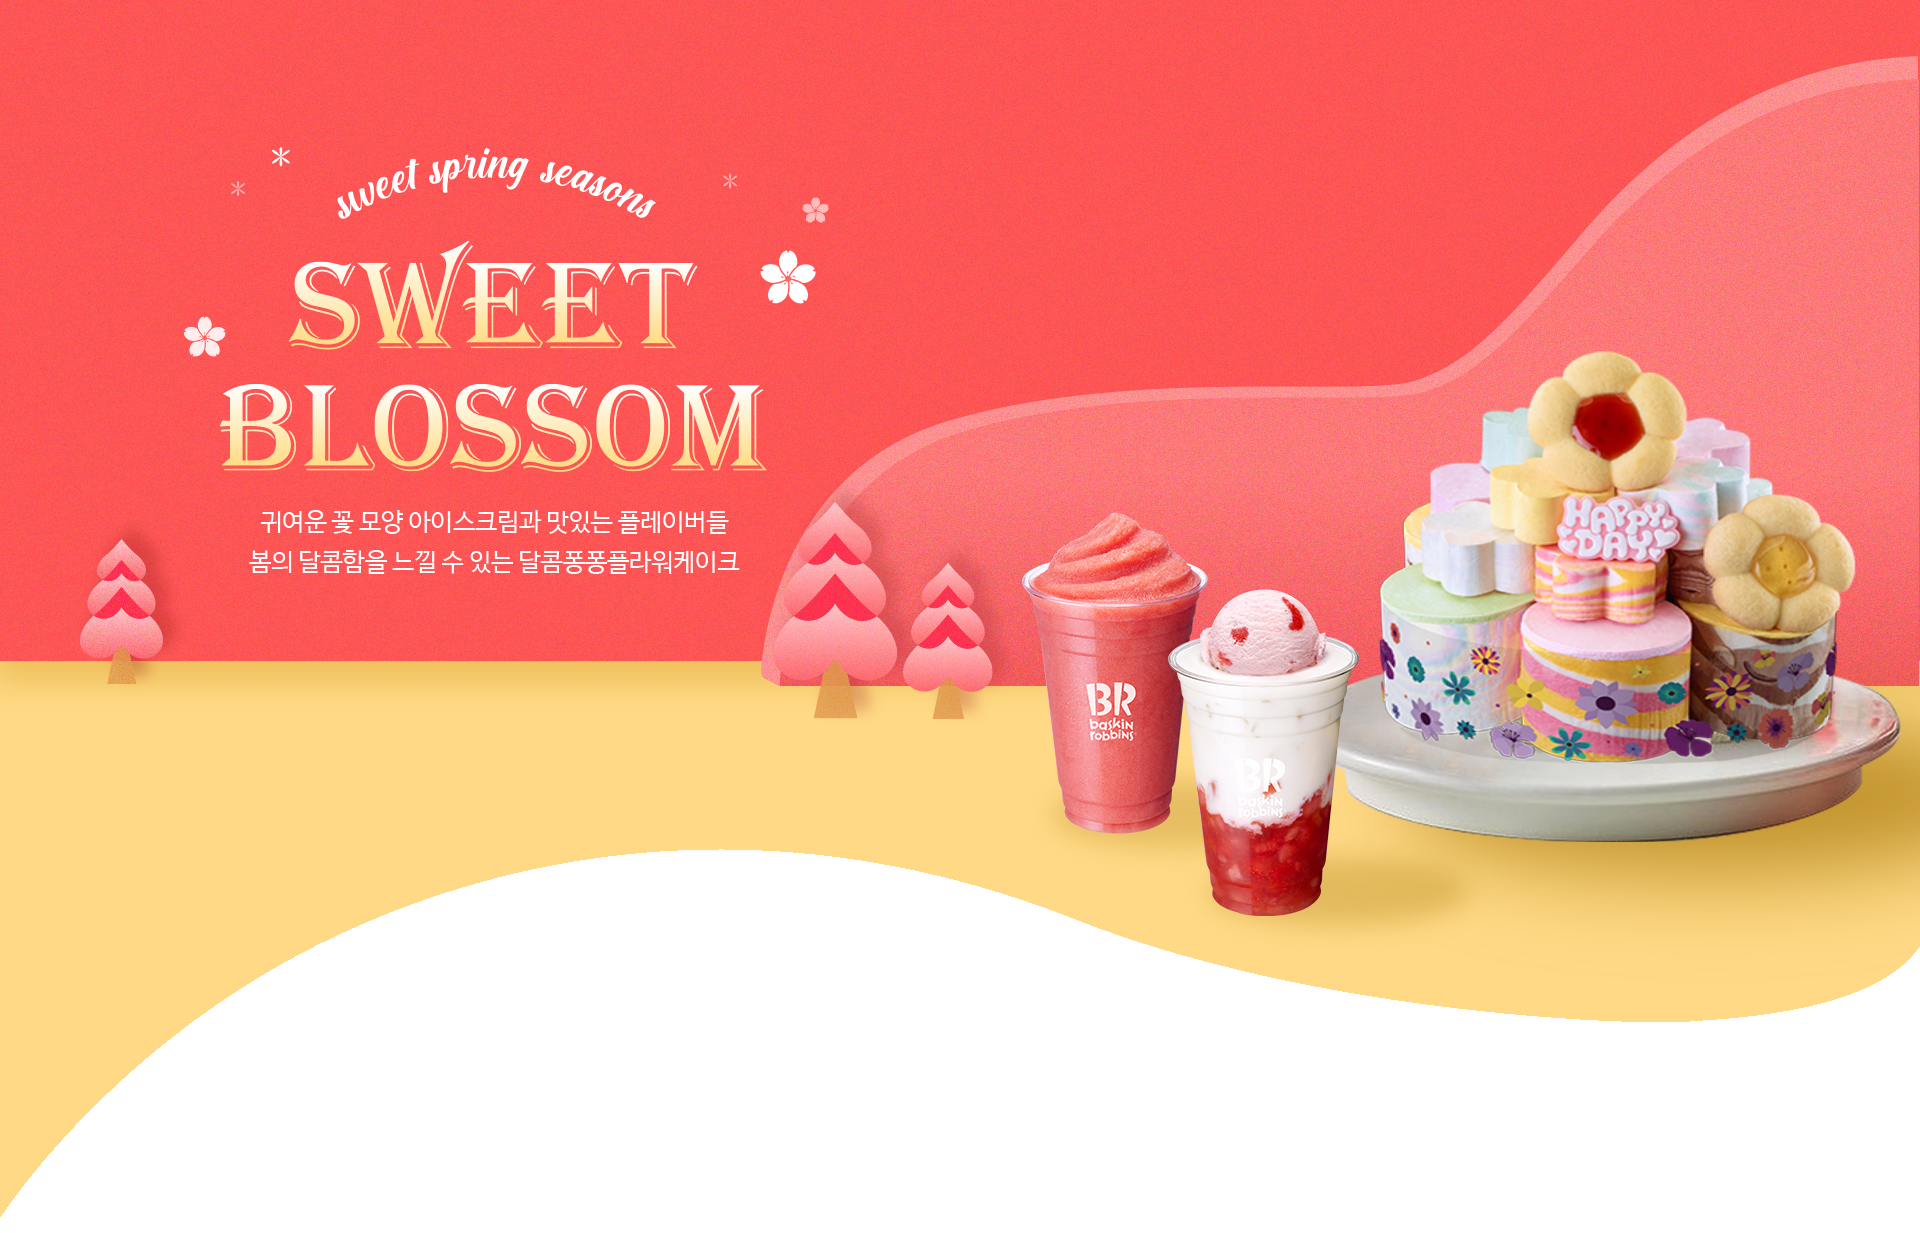 sweet spring seasons
SWEET
BLOSSOM
귀여운 꽃 모양 아이스크림과 맛있는 플레이버들
봄의 달콤함을 느낄 수 있는 달콤퐁퐁플라워케이크
HAPPY
DAY
BR
baskin
robbins
BR
baskin
robbins